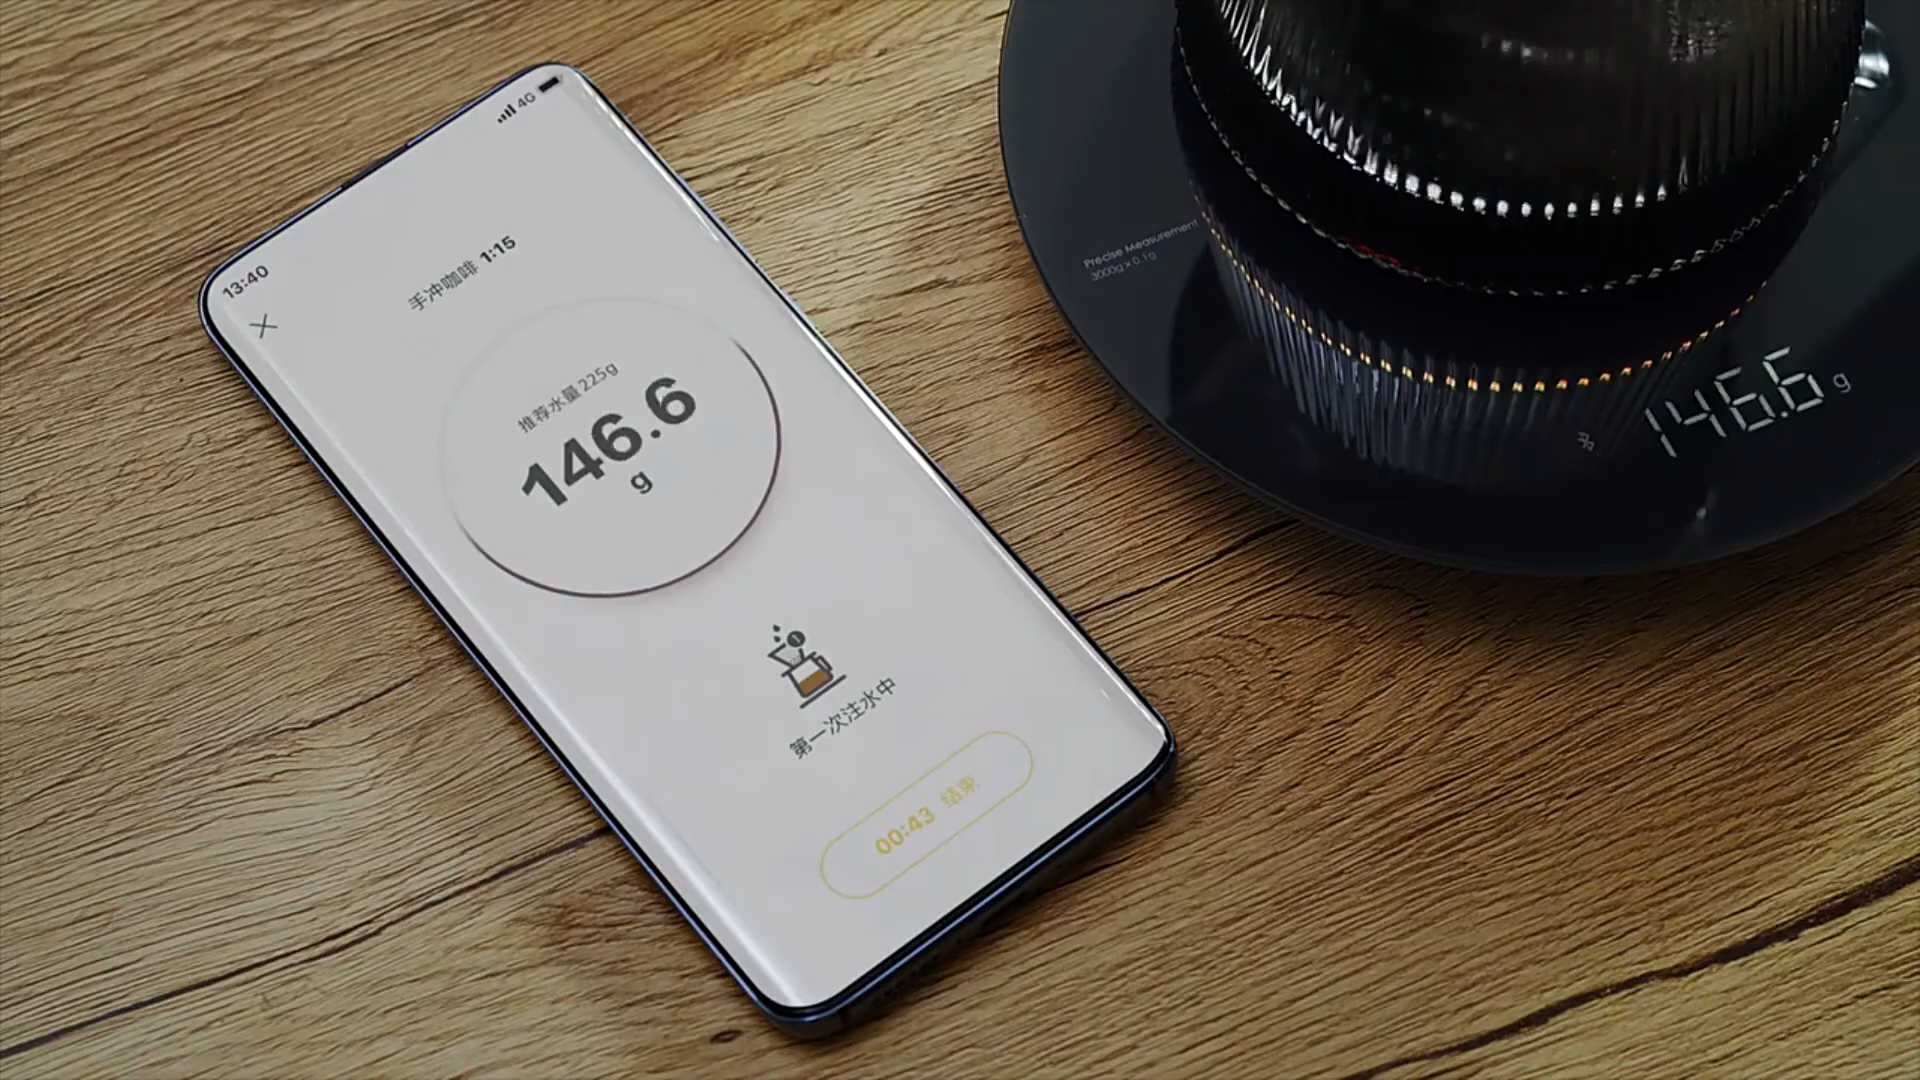 13:40
4G
手冲咖啡 1:15
推荐水量 225g
146.6
g
第一次注水中
00:43 结束
Precise Measurement
3000g×0.1g
146.6 g